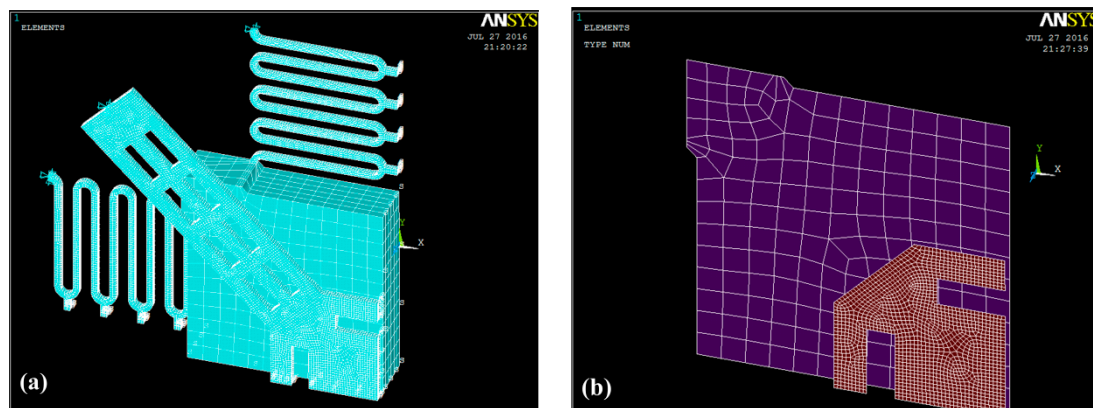 1
ELEMENTS
ANSYS
JUL 27 2016
21:20:22
Y
X
(a)
1
ELEMENTS
TYPE NUM
ANSYS
JUL 27 2016
21:27:39
Y
Z
X
(b)